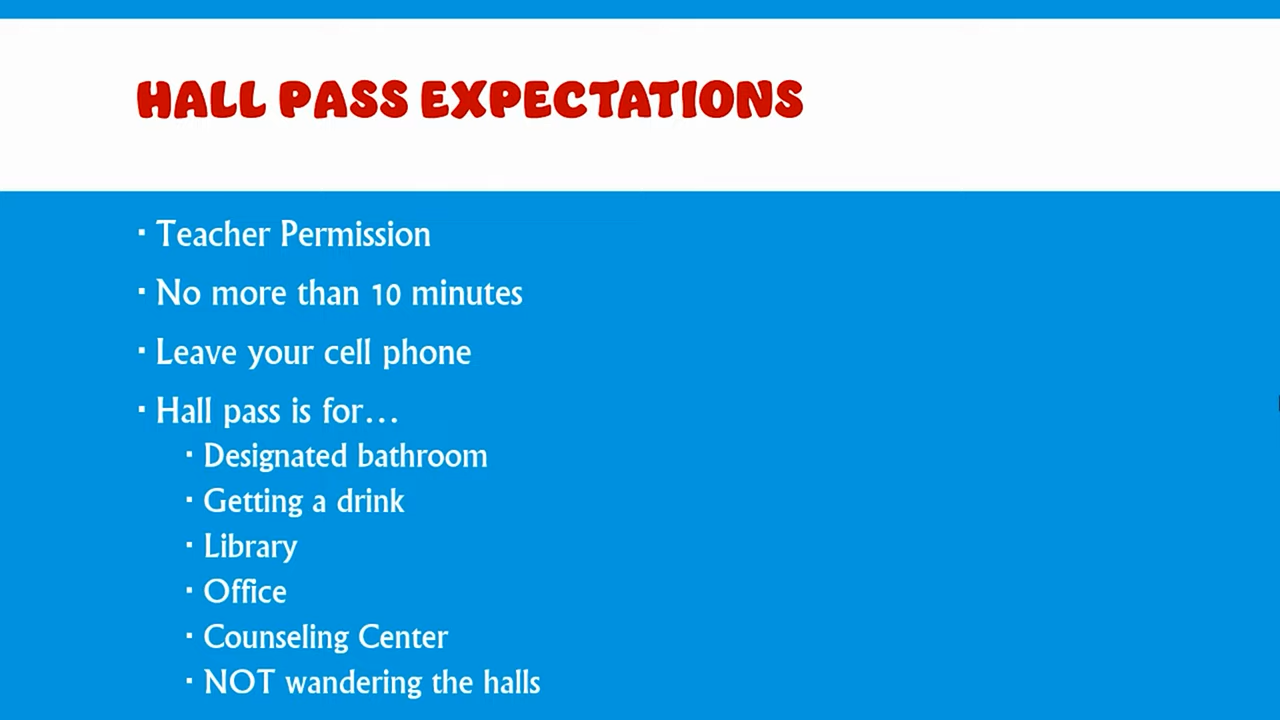 HALL PASS EXPECTATIONS
▪ Teacher Permission
▪ No more than 10 minutes
▪ Leave your cell phone
▪ Hall pass is for…
▪ Designated bathroom
▪ Getting a drink
▪ Library
▪ Office
▪ Counseling Center
▪ NOT wandering the halls